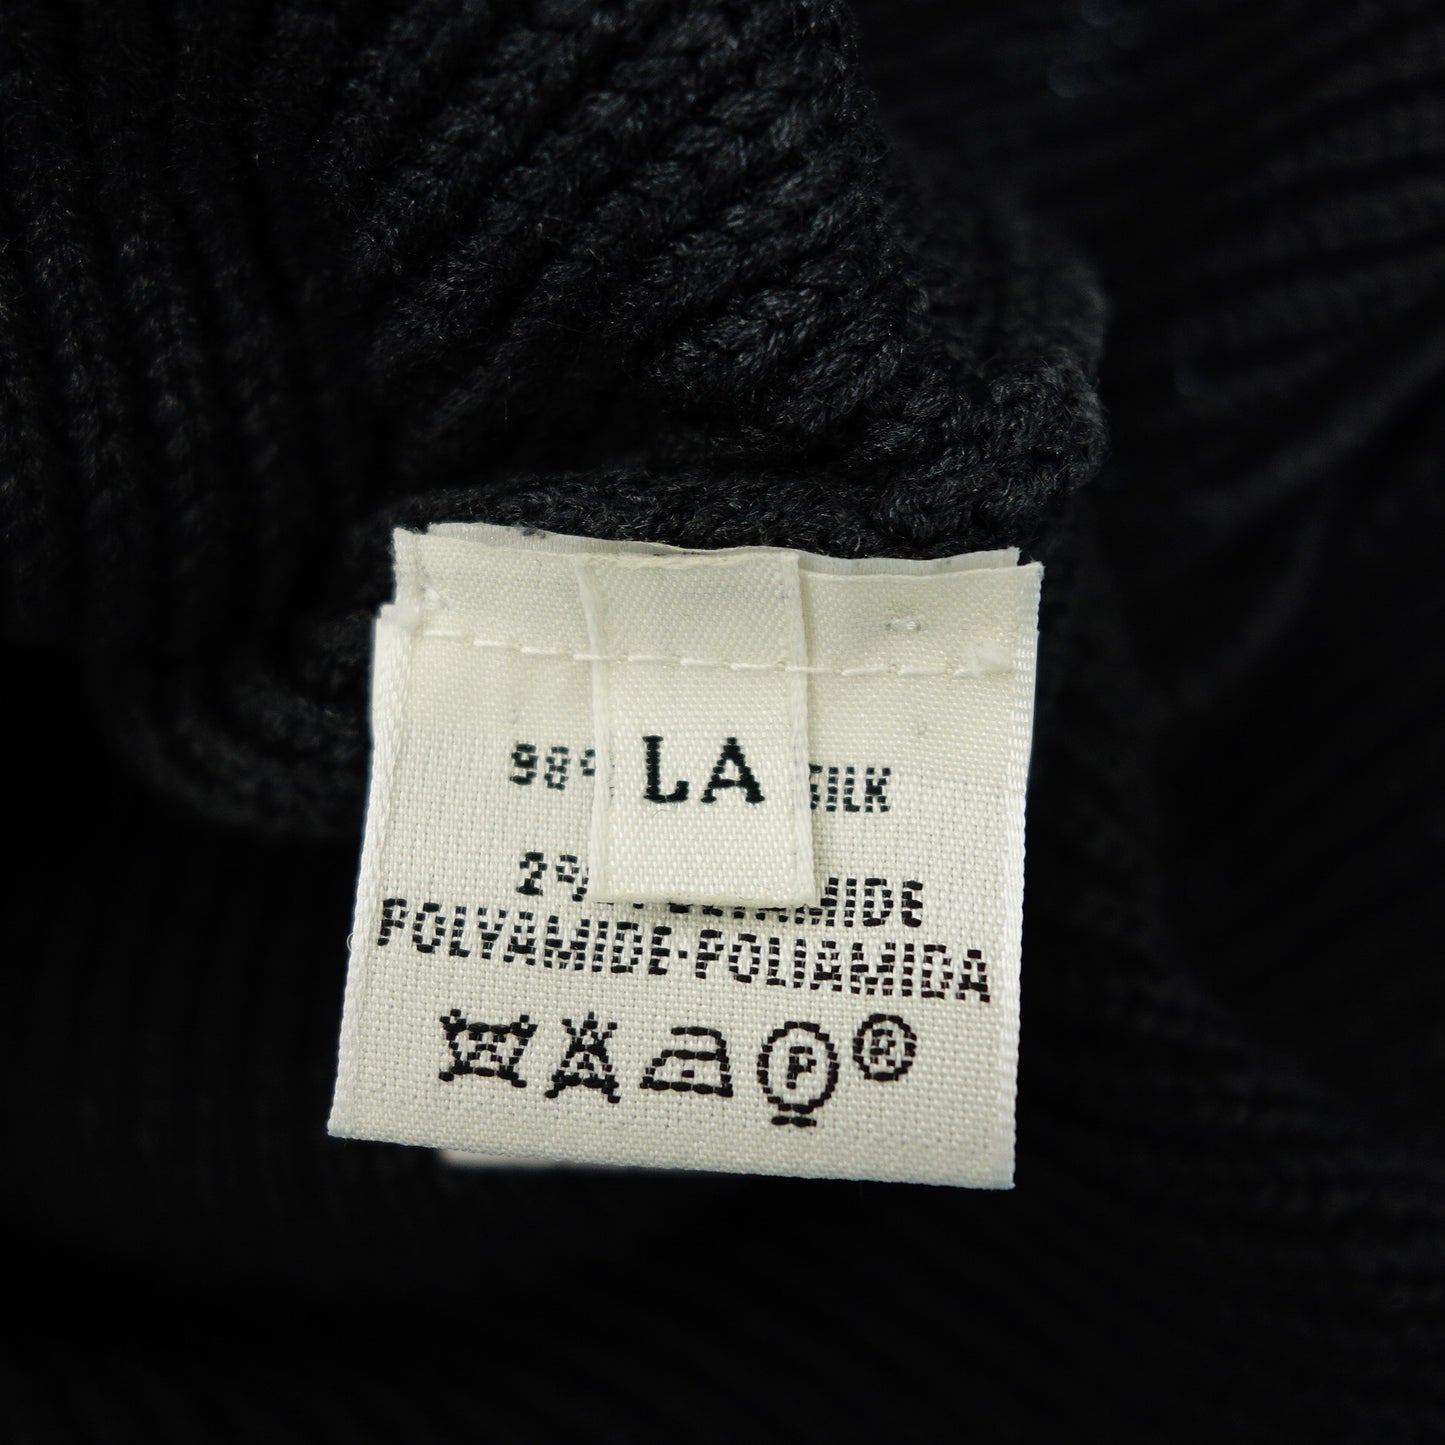 LA
98% SILK
2% POLYAMIDE
POLYAMIDE·POLIAMIDA
P
®